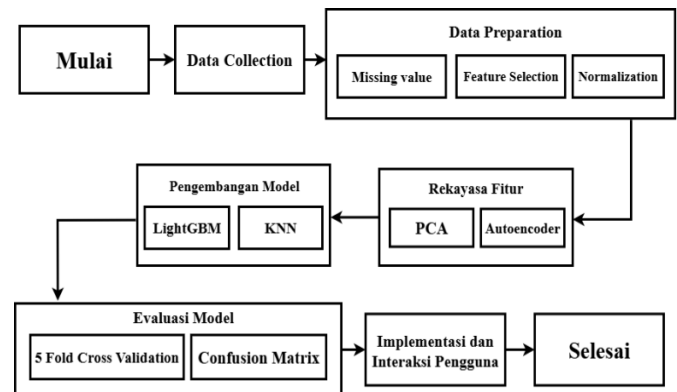 Mulai
Data Collection
Data Preparation
Missing value
Feature Selection
Normalization
Rekayasa Fitur
PCA
Autoencoder
Pengembangan Model
LightGBM
KNN
Evaluasi Model
5 Fold Cross Validation
Confusion Matrix
Implementasi dan
Interaksi Pengguna
Selesai